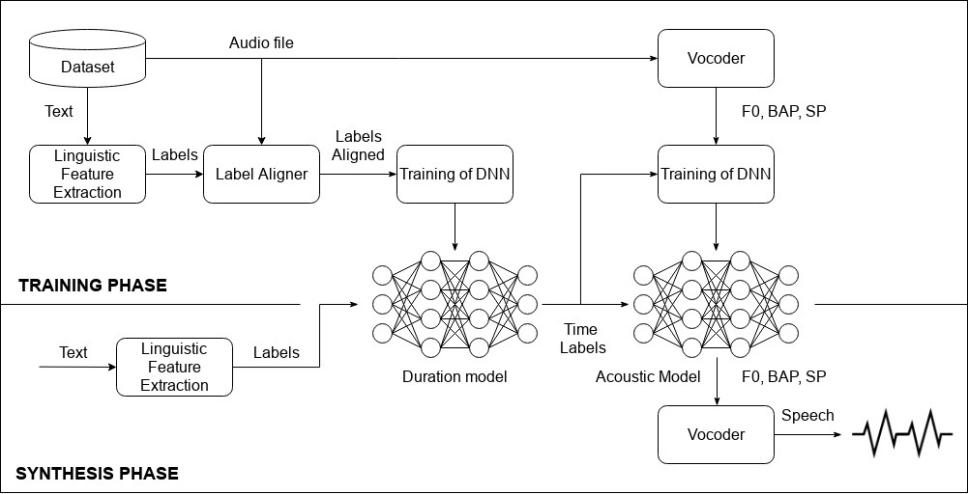 Audio file
Dataset
Vocoder
Text
F0, BAP, SP
Linguistic
Feature
Extraction
Labels
Label Aligner
Labels
Aligned
Training of DNN
Training of DNN
TRAINING PHASE
Text
Linguistic
Feature
Extraction
Labels
Time
Labels
Duration model
Acoustic Model
F0, BAP, SP
Vocoder
Speech
SYNTHESIS PHASE